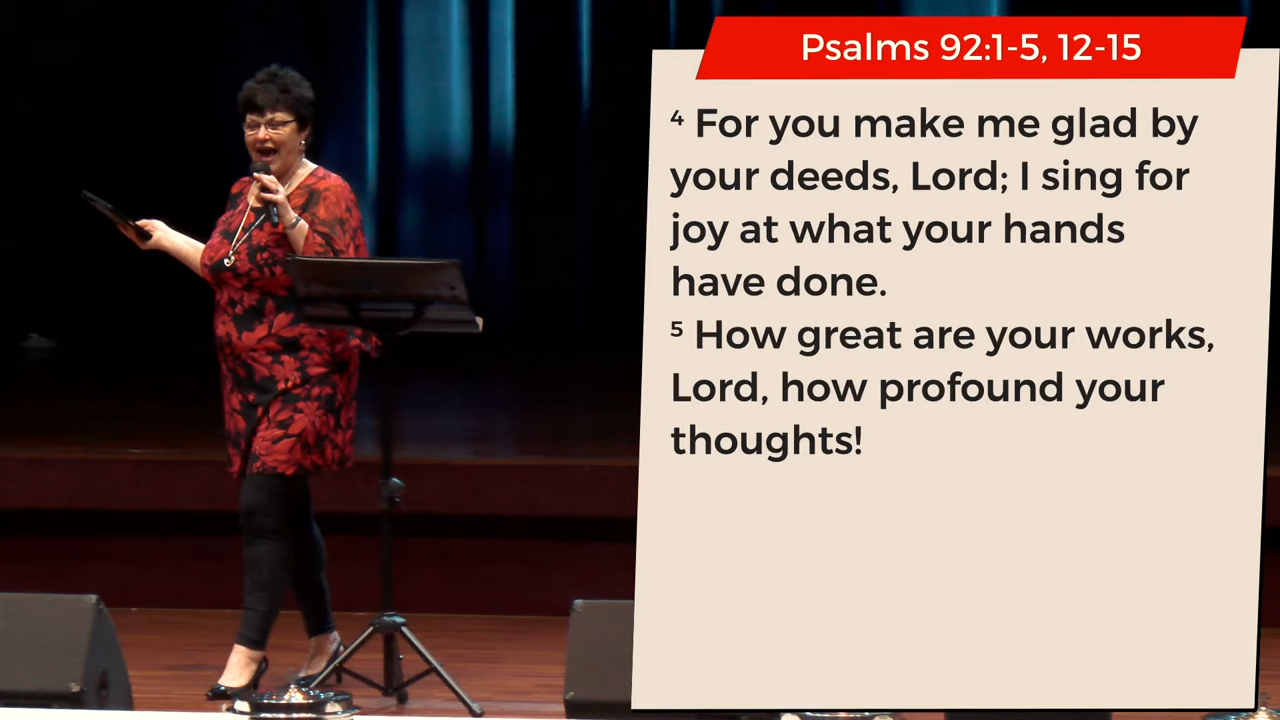 Psalms 92:1-5, 12-15
⁴ For you make me glad by
your deeds, Lord; I sing for
joy at what your hands
have done.
⁵ How great are your works,
Lord, how profound your
thoughts!